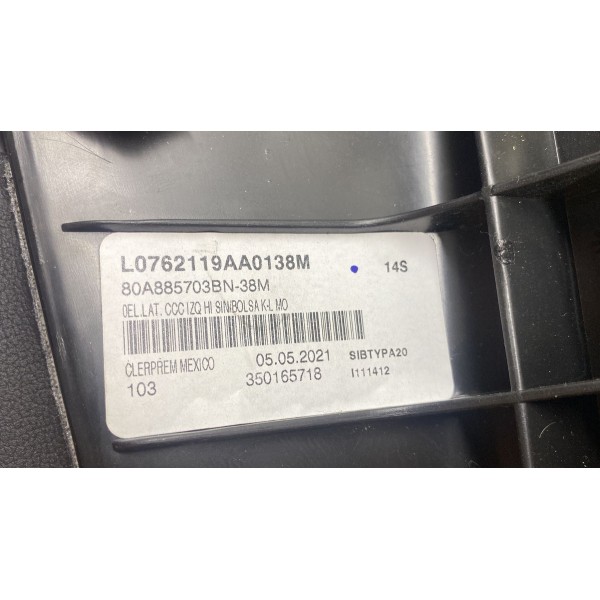 L0762119AA0138M
14S
80A885703BN-38M
0EL.LAT. CCC IZQ HI SIN/BOLSA K-L MO
CLERPREM MEXICO
05.05.2021
SIBTYPA20
103
350165718
I111412